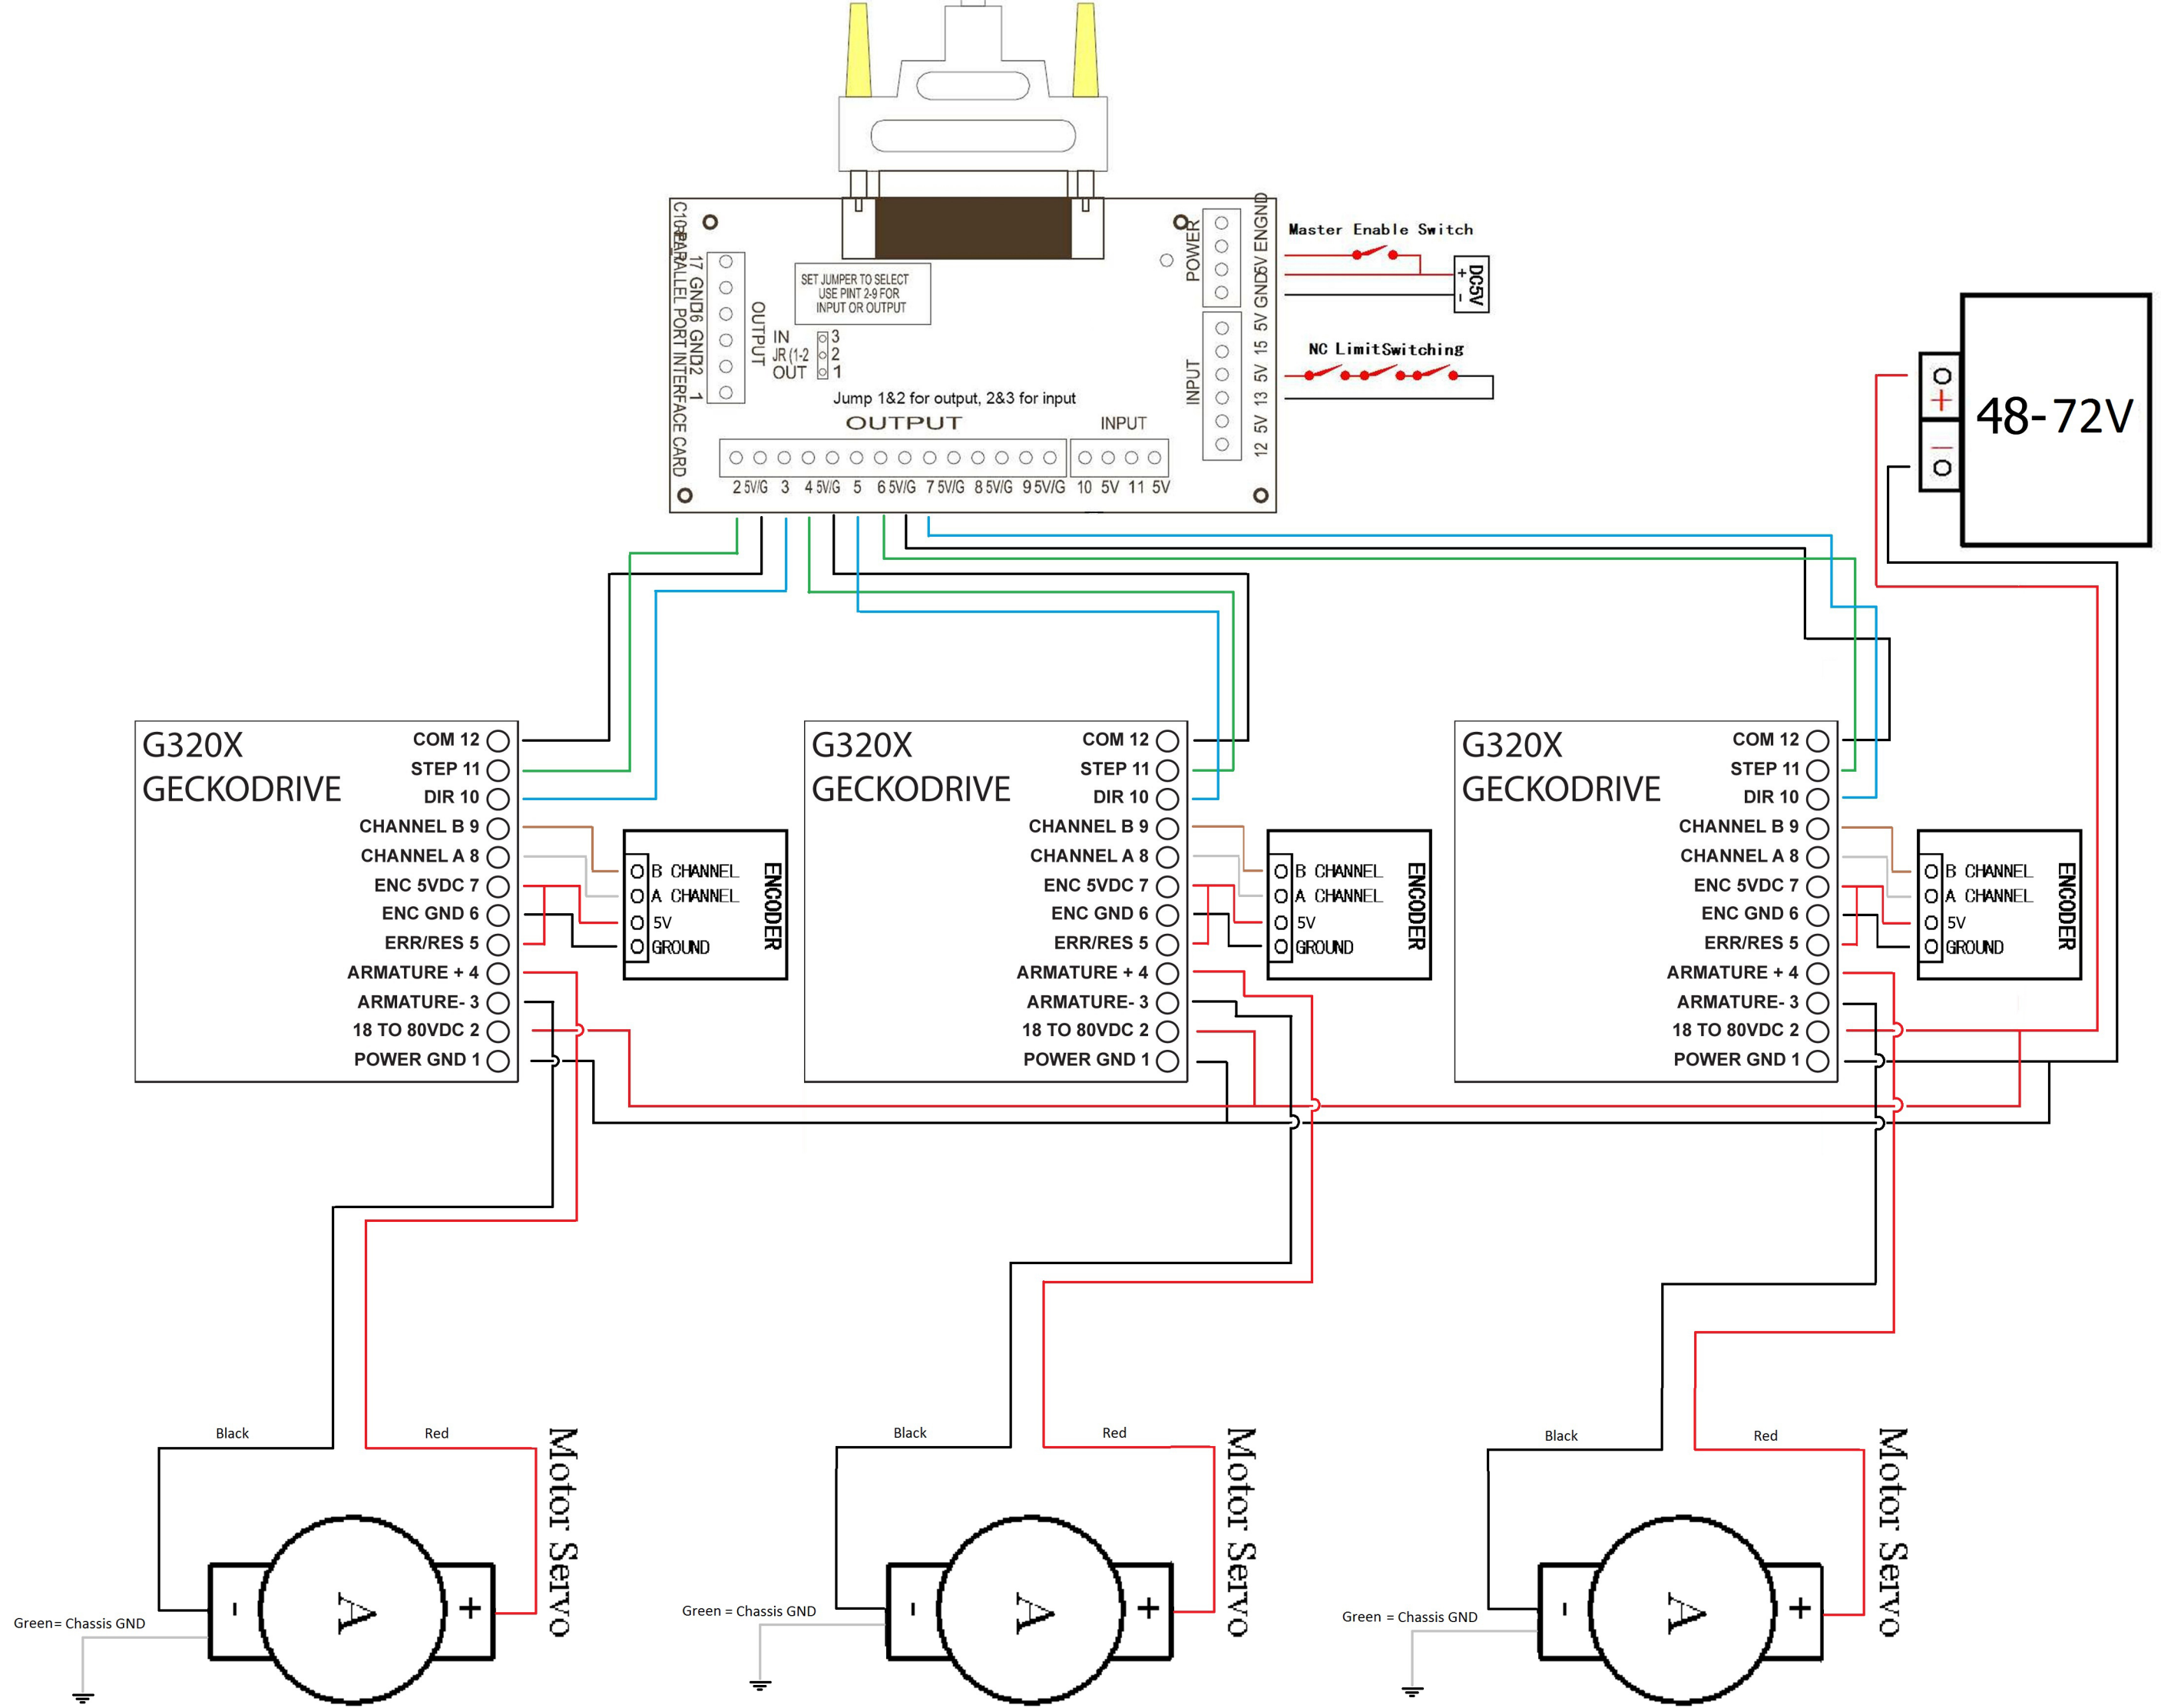 C10 PARALLEL PORT INTERFACE CARD
17 GND 16 GND 2 1
OUTPUT
SET JUMPER TO SELECT
USE PINT 2-9 FOR
INPUT OR OUTPUT
IN 3
JR (1-2 2
OUT 1
Jump 1&2 for output, 2&3 for input
OUTPUT
INPUT
2 5V/G 3 4 5V/G 5 6 5V/G 7 5V/G 8 5V/G 9 5V/G 10 5V 11 5V
POWER
GND 5V EN GND
INPUT
12 5V 13 5V 15 5V
Master Enable Switch
+ DC5V -
NC LimitSwitching
+
-
48-72V
G320X
GECKODRIVE
COM 12
STEP 11
DIR 10
CHANNEL B 9
CHANNEL A 8
ENC 5VDC 7
ENC GND 6
ERR/RES 5
ARMATURE + 4
ARMATURE- 3
18 TO 80VDC 2
POWER GND 1
B CHANNEL
A CHANNEL
5V
GROUND
ENCODER
G320X
GECKODRIVE
COM 12
STEP 11
DIR 10
CHANNEL B 9
CHANNEL A 8
ENC 5VDC 7
ENC GND 6
ERR/RES 5
ARMATURE + 4
ARMATURE- 3
18 TO 80VDC 2
POWER GND 1
B CHANNEL
A CHANNEL
5V
GROUND
ENCODER
G320X
GECKODRIVE
COM 12
STEP 11
DIR 10
CHANNEL B 9
CHANNEL A 8
ENC 5VDC 7
ENC GND 6
ERR/RES 5
ARMATURE + 4
ARMATURE- 3
18 TO 80VDC 2
POWER GND 1
B CHANNEL
A CHANNEL
5V
GROUND
ENCODER
Black
Red
Motor Servo
- A +
Green= Chassis GND
Black
Red
Motor Servo
- A +
Green = Chassis GND
Black
Red
Motor Servo
- A +
Green = Chassis GND